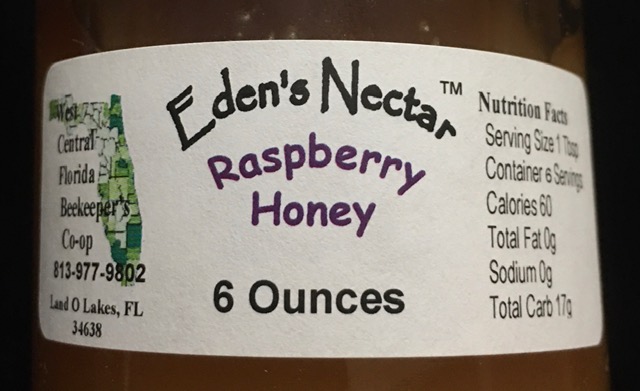 West
Central
Florida
Beekeeper's
Co-op
813-977-9802
Land O Lakes, FL
34638
Eden's Nectar™
Raspberry
Honey
6 Ounces
Nutrition Facts
Serving Size 1 Tbsp
Container 6 Servings
Calories 60
Total Fat 0g
Sodium 0g
Total Carb 17g